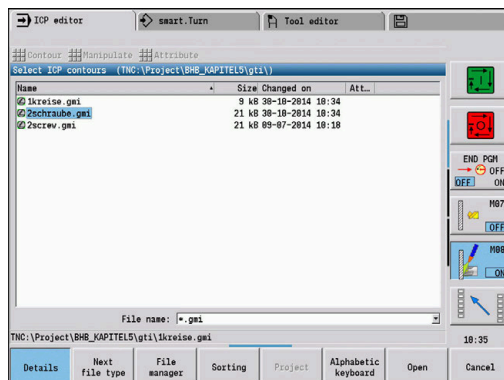 ICP editor
smart.Turn
Tool editor
Contour Manipulate Attribute
Select ICP contours (TNC:\Project\BHB_KAPITEL5\gti\)
Name Size Changed on Att...
1kreise.gmi 9 kB 30-10-2014 10:34
2schraube.gmi 21 kB 30-10-2014 10:34
2screv.gmi 21 kB 09-07-2014 10:18
END PGM
OFF
OFF ON
M07
OFF
M08
ON
File name: *.gmi
TNC:\Project\BHB_KAPITEL5\gti\1kreise.gmi
10:35
Details
Next file type
File manager
Sorting
Project
Alphabetic keyboard
Open
Cancel